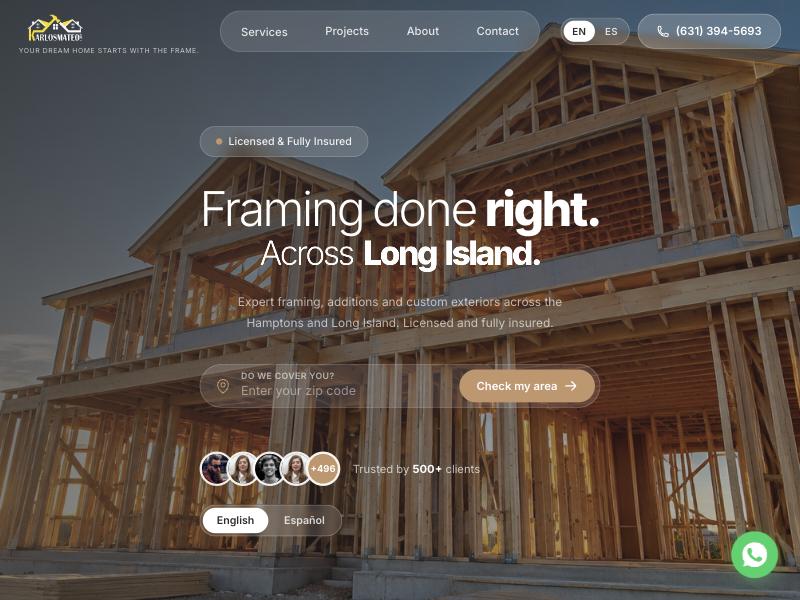 KARLOSMATEO
YOUR DREAM HOME STARTS WITH THE FRAME.
Services
Projects
About
Contact
EN
ES
(631) 394-5693
Licensed & Fully Insured
Framing done right.
Across Long Island.
Expert framing, additions and custom exteriors across the
Hamptons and Long Island. Licensed and fully insured.
DO WE COVER YOU?
Enter your zip code
Check my area
+496
Trusted by 500+ clients
English
Español